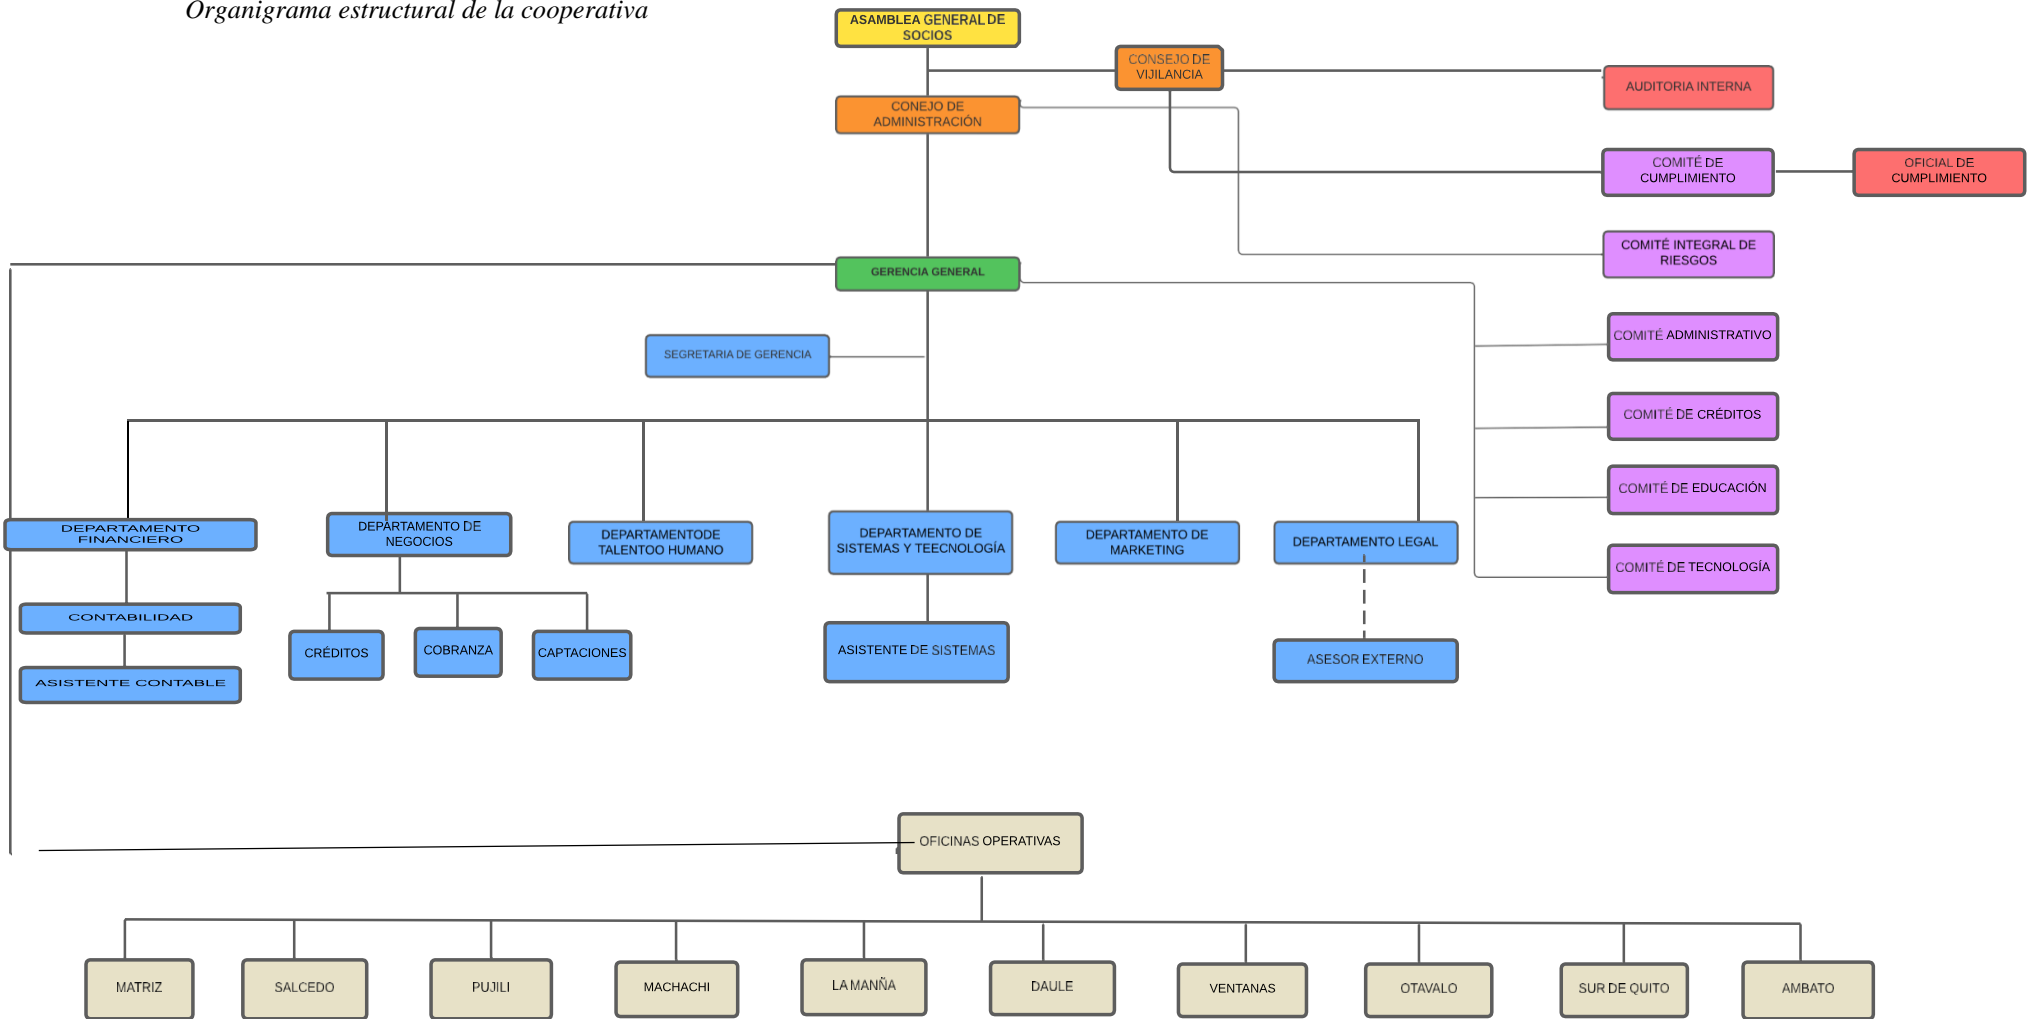 Organigrama estructural de la cooperativa
ASAMBLEA GENERAL DE
SOCIOS
CONSEJO DE
VIJILANCIA
AUDITORIA INTERNA
CONEJO DE
ADMINISTRACIÓN
COMITÉ DE
CUMPLIMIENTO
OFICIAL DE
CUMPLIMIENTO
COMITÉ INTEGRAL DE
RIESGOS
GERENCIA GENERAL
SEGRETARIA DE GERENCIA
COMITÉ ADMINISTRATIVO
COMITÉ DE CRÉDITOS
COMITÉ DE EDUCACIÓN
COMITÉ DE TECNOLOGÍA
DEPARTAMENTO
FINANCIERO
DEPARTAMENTO DE
NEGOCIOS
DEPARTAMENTODE
TALENTOO HUMANO
DEPARTAMENTO DE
SISTEMAS Y TEECNOLOGÍA
DEPARTAMENTO DE
MARKETING
DEPARTAMENTO LEGAL
CONTABILIDAD
ASISTENTE CONTABLE
CRÉDITOS
COBRANZA
CAPTACIONES
ASISTENTE DE SISTEMAS
ASESOR EXTERNO
OFICINAS OPERATIVAS
MATRIZ
SALCEDO
PUJILI
MACHACHI
LA MANÑA
DAULE
VENTANAS
OTAVALO
SUR DE QUITO
AMBATO